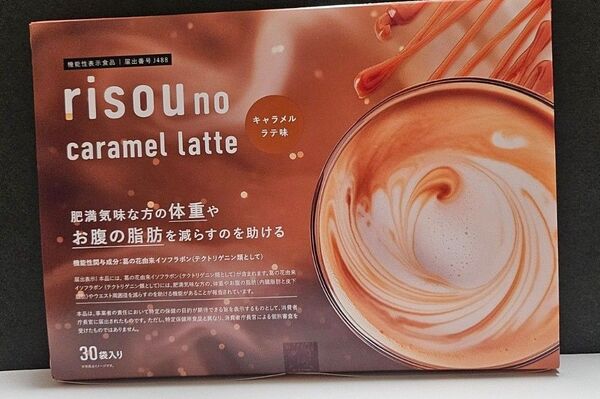 機能性表示食品 | 届出番号 J488
risou no
caramel latte
キャラメル
ラテ味
肥満気味な方の体重や
お腹の脂肪を減らすのを助ける
機能性関与成分:葛の花由来イソフラボン(テクトリゲニン類として)
届出表示]本品には、葛の花由来イソフラボン(テクトリゲニン類として)が含まれます。葛の花由来
イソフラボン(テクトリゲニン類として)には、肥満気味な方の、体重やお腹の脂肪(内臓脂肪と皮下
脂肪)やウエスト周囲径を減らすのを助ける機能があることが報告されています。
本品は、事業者の責任において特定の保健の目的が期待できる旨を表示するものとして、消費者
庁長官に届出されたものです。ただし、特定保健用食品と異なり、消費者庁長官による個別審査を
受けたものではありません。
30袋入り
※写真はイメージです。